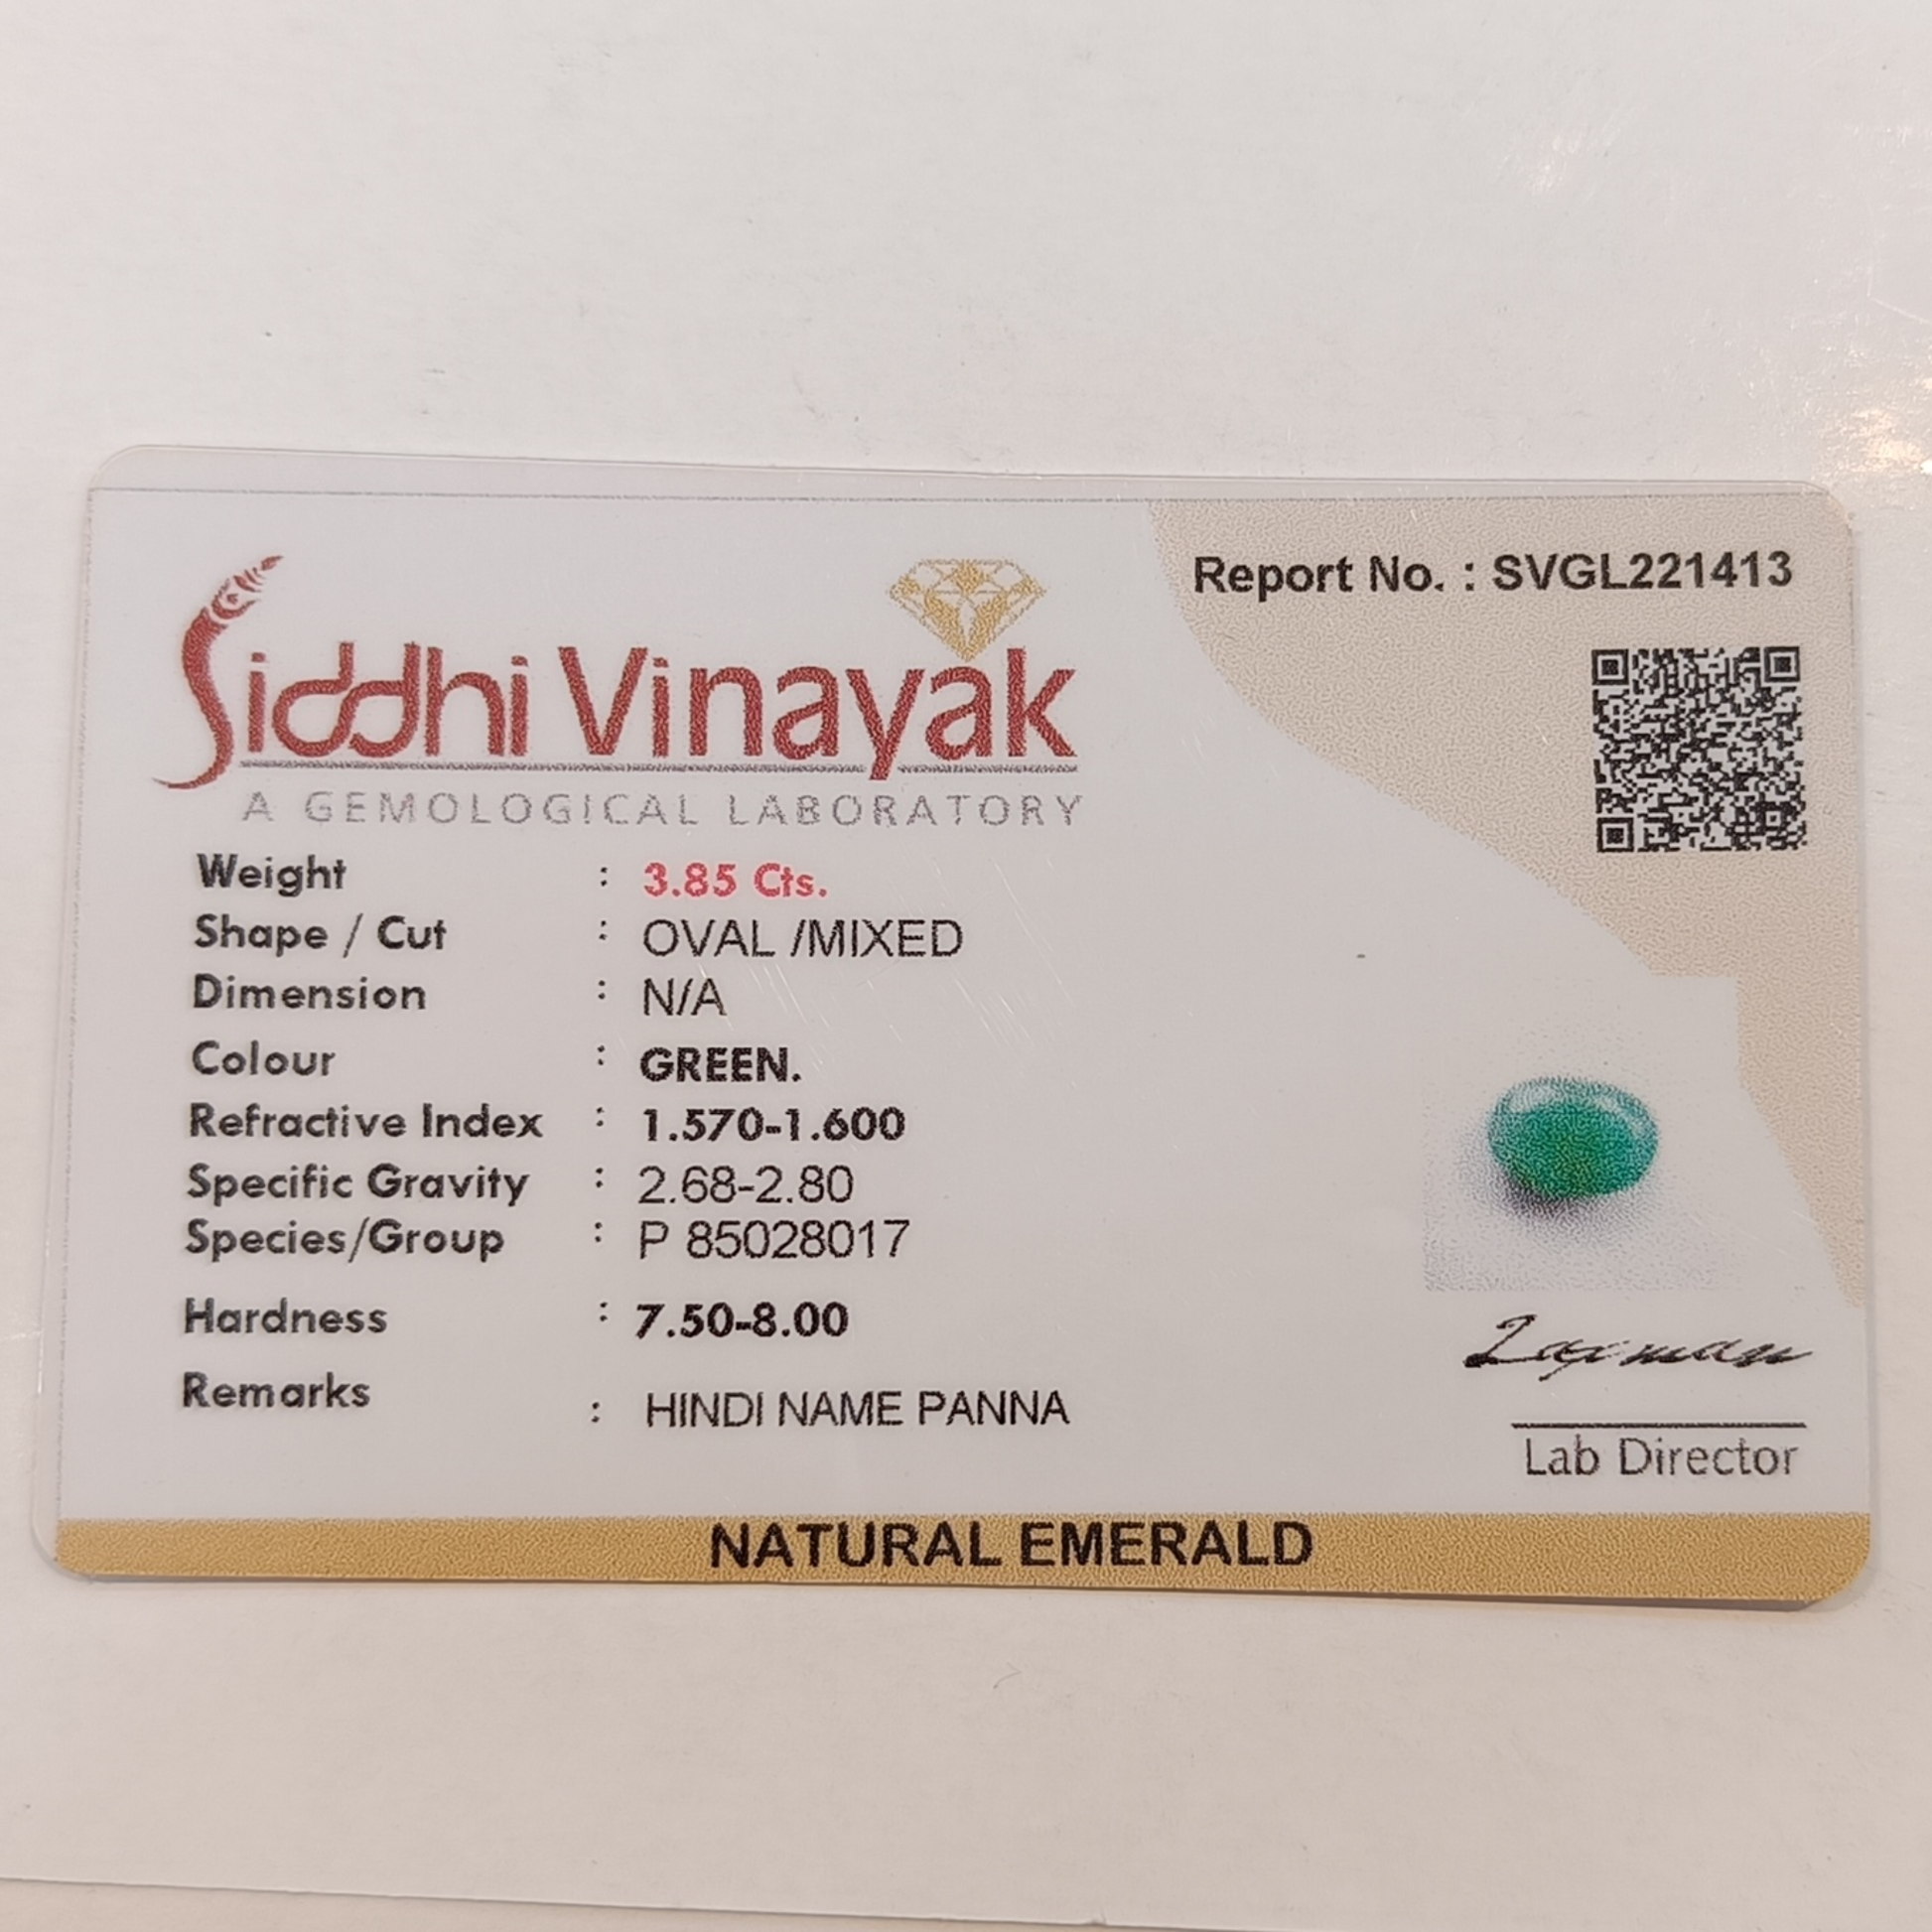 Report No. : SVGL221413
Siddhi Vinayak
A GEMOLOGICAL LABORATORY
Weight : 3.85 Cts.
Shape / Cut : OVAL /MIXED
Dimension : N/A
Colour : GREEN.
Refractive Index : 1.570-1.600
Specific Gravity : 2.68-2.80
Species/Group : P 85028017
Hardness : 7.50-8.00
Remarks : HINDI NAME PANNA
Laxman
Lab Director
NATURAL EMERALD